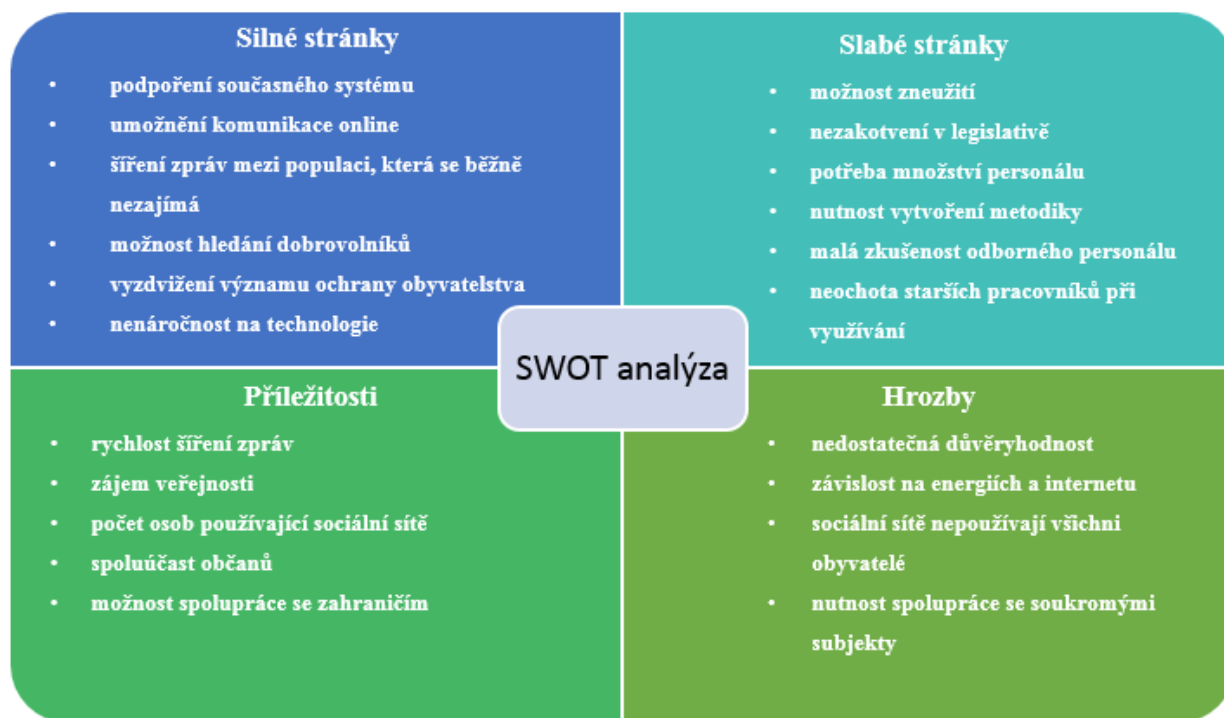 Silné stránky
• podpoření současného systému
• umožnění komunikace online
• šíření zpráv mezi populaci, která se běžně
nezajímá
• možnost hledání dobrovolníků
• vyzdvižení významu ochrany obyvatelstva
• nenáročnost na technologie
Slabé stránky
• možnost zneužití
• nezakotvení v legislativě
• potřeba množství personálu
• nutnost vytvoření metodiky
• malá zkušenost odborného personálu
• neochota starších pracovníků při
využívání
SWOT analýza
Příležitosti
• rychlost šíření zpráv
• zájem veřejnosti
• počet osob používající sociální sítě
• spoluúčast občanů
• možnost spolupráce se zahraničím
Hrozby
• nedostatečná důvěryhodnost
• závislost na energiích a internetu
• sociální sítě nepoužívají všichni
obyvatelé
• nutnost spolupráce se soukromými
subjekty